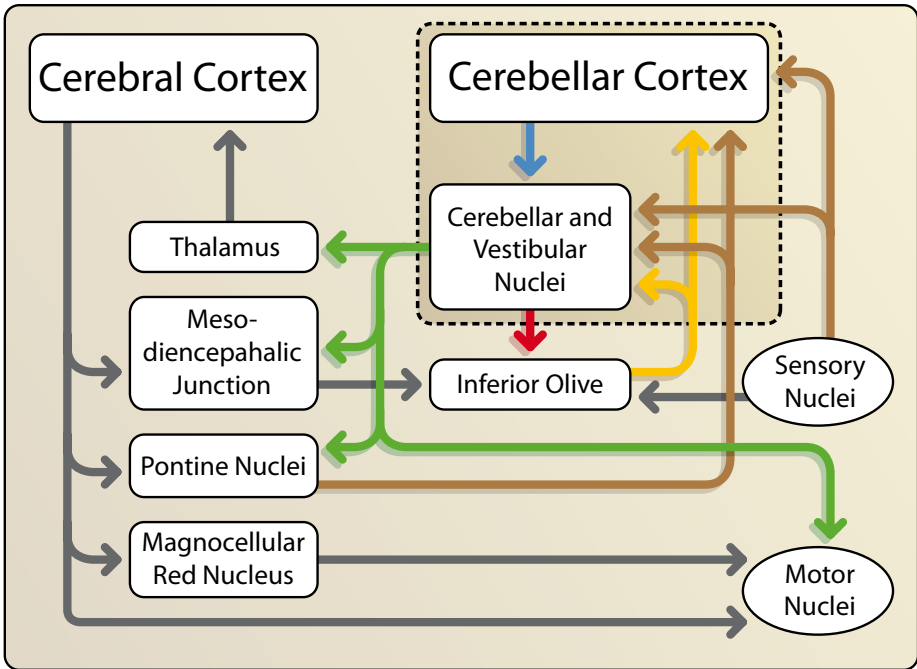 Cerebral Cortex
Cerebellar Cortex
Cerebellar and
Vestibular
Nuclei
Thalamus
Meso-
diencepahalic
Junction
Inferior Olive
Sensory
Nuclei
Pontine Nuclei
Magnocellular
Red Nucleus
Motor
Nuclei